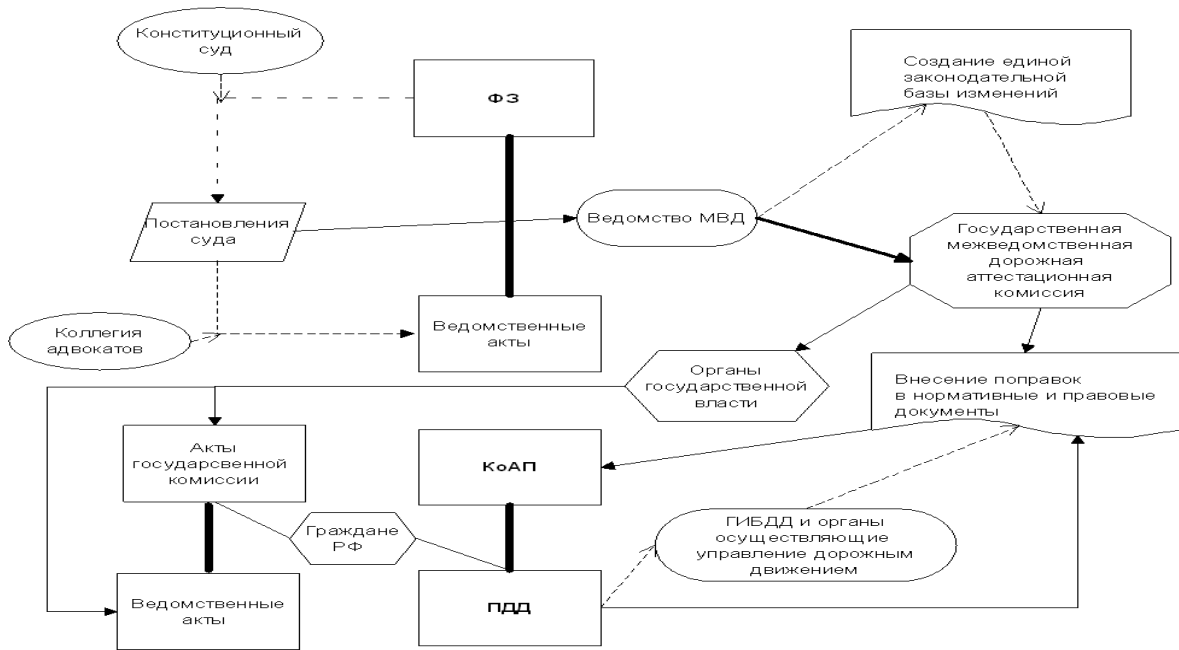 Конституционный
суд
ФЗ
Создание единой
законодательной
базы изменений
Постановления
суда
Ведомство МВД
Государственная
межведомственная
дорожная
аттестационная
комиссия
Коллегия
адвокатов
Ведомственные
акты
Органы
государственной
власти
Внесение поправок
в нормативные и правовые
документы
Акты
государсвенной
комиссии
КоАП
Граждане
РФ
ГИБДД и органы
осуществляющие
управление дорожным
движением
Ведомственные
акты
ПДД